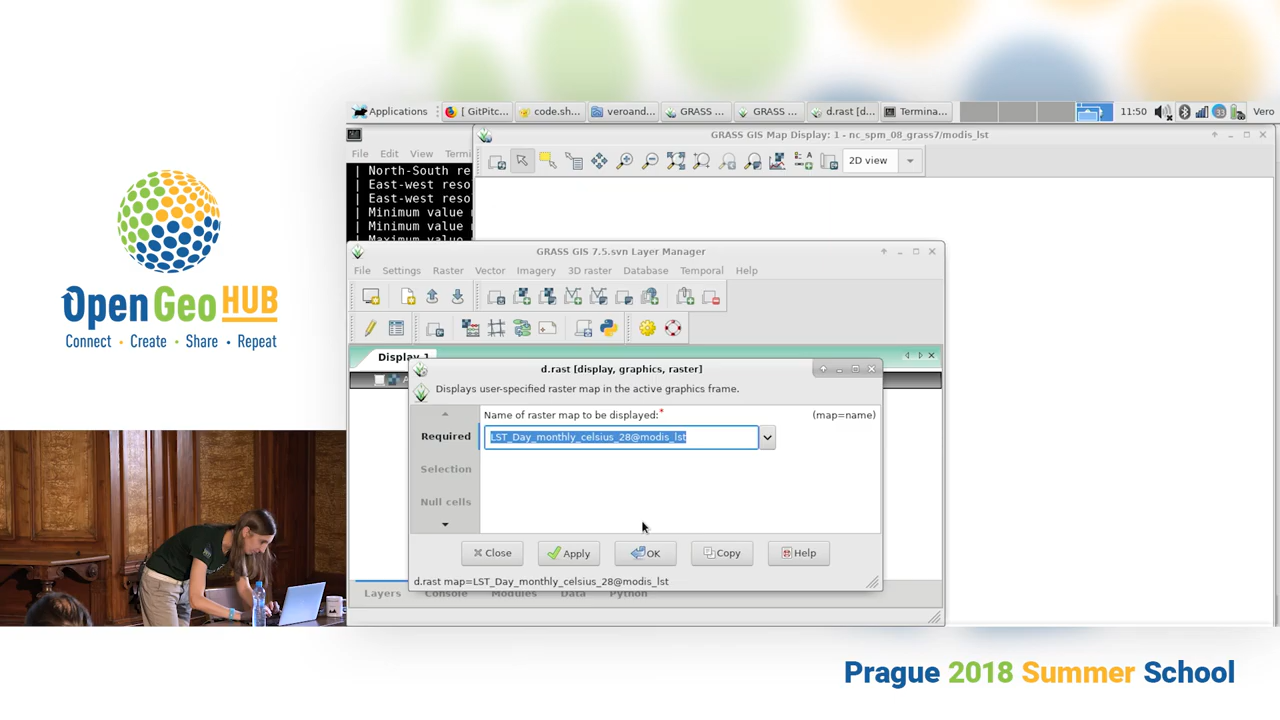 Applications
[ GitPitc...
code.sh...
veroand...
GRASS ...
GRASS ...
d.rast [d...
Termina...
11:50
33
Vero
GRASS GIS Map Display: 1 - nc_spm_08_grass7/modis_lst
File Edit View Termi
2D view
| North-South re
| East-west reso
| East-west reso
| Minimum value
| Minimum value
| Maximum value
GRASS GIS 7.5.svn Layer Manager
File Settings Raster Vector Imagery 3D raster Database Temporal Help
Display 1
d.rast [display, graphics, raster]
Displays user-specified raster map in the active graphics frame.
Name of raster map to be displayed:* (map=name)
Required
LST_Day_monthly_celsius_28@modis_lst
Selection
Null cells
Close Apply OK Copy Help
d.rast map=LST_Day_monthly_celsius_28@modis_lst
Layers Console Modules Data Python
OpenGeoHUB
Connect • Create • Share • Repeat
Prague 2018 Summer School